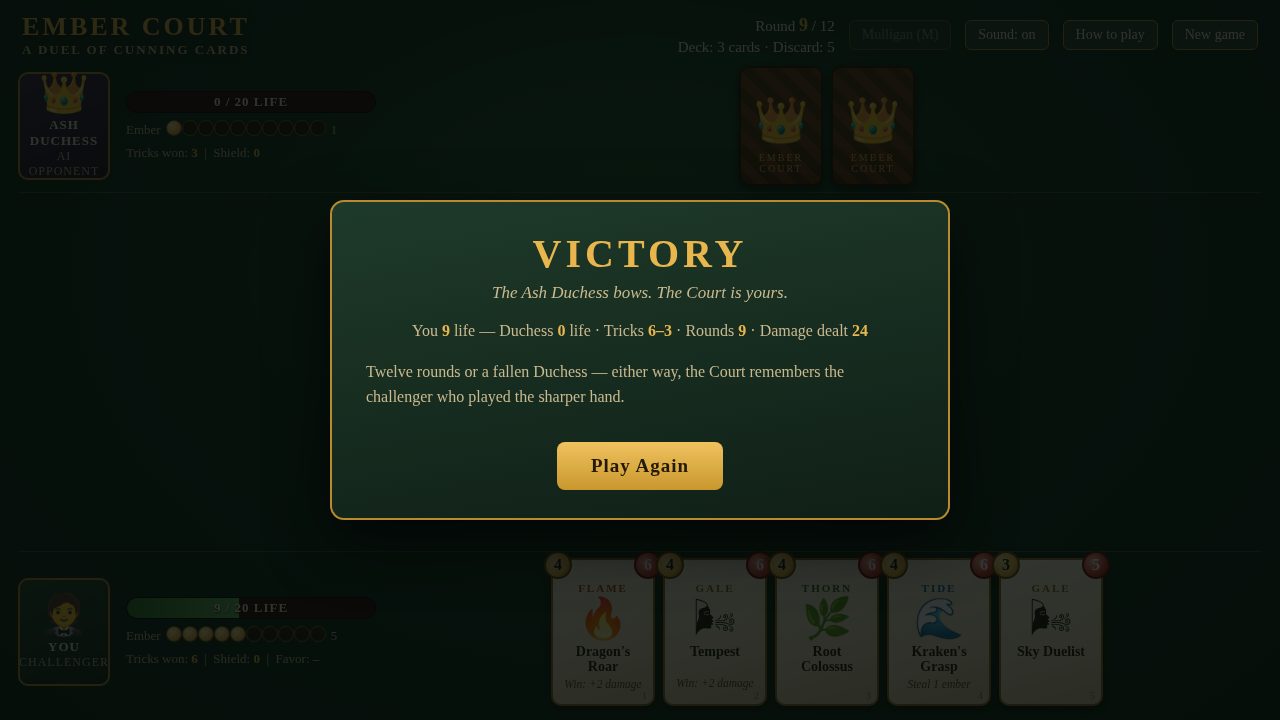 EMBER COURT
A DUEL OF CUNNING CARDS
Round 9 / 12
Deck: 3 cards · Discard: 5
Mulligan (M)
Sound: on
How to play
New game
ASH
DUCHESS
AI
OPPONENT
0 / 20 LIFE
Ember 1
Tricks won: 3 | Shield: 0
EMBER
COURT
EMBER
COURT
VICTORY
The Ash Duchess bows. The Court is yours.
You 9 life — Duchess 0 life · Tricks 6–3 · Rounds 9 · Damage dealt 24
Twelve rounds or a fallen Duchess — either way, the Court remembers the
challenger who played the sharper hand.
Play Again
YOU
CHALLENGER
9 / 20 LIFE
Ember 5
Tricks won: 6 | Shield: 0 | Favor: –
4 6
FLAME
Dragon's
Roar
Win: +2 damage
1
4 6
GALE
Tempest
Win: +2 damage
2
4 6
THORN
Root
Colossus
3
4 6
TIDE
Kraken's
Grasp
Steal 1 ember
4
3 5
GALE
Sky Duelist
5